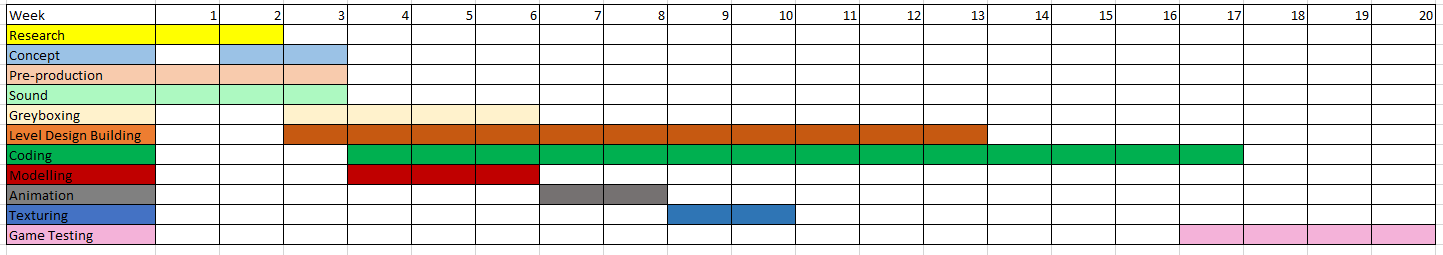 Week 1 2 3 4 5 6 7 8 9 10 11 12 13 14 15 16 17 18 19 20
Research
Concept
Pre-production
Sound
Greyboxing
Level Design Building
Coding
Modelling
Animation
Texturing
Game Testing